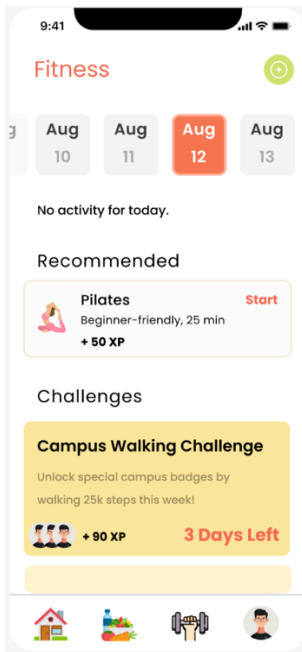 9:41
Fitness
g Aug Aug Aug Aug
10 11 12 13
No activity for today.
Recommended
Pilates Start
Beginner-friendly, 25 min
+ 50 XP
Challenges
Campus Walking Challenge
Unlock special campus badges by
walking 25k steps this week!
+ 90 XP 3 Days Left